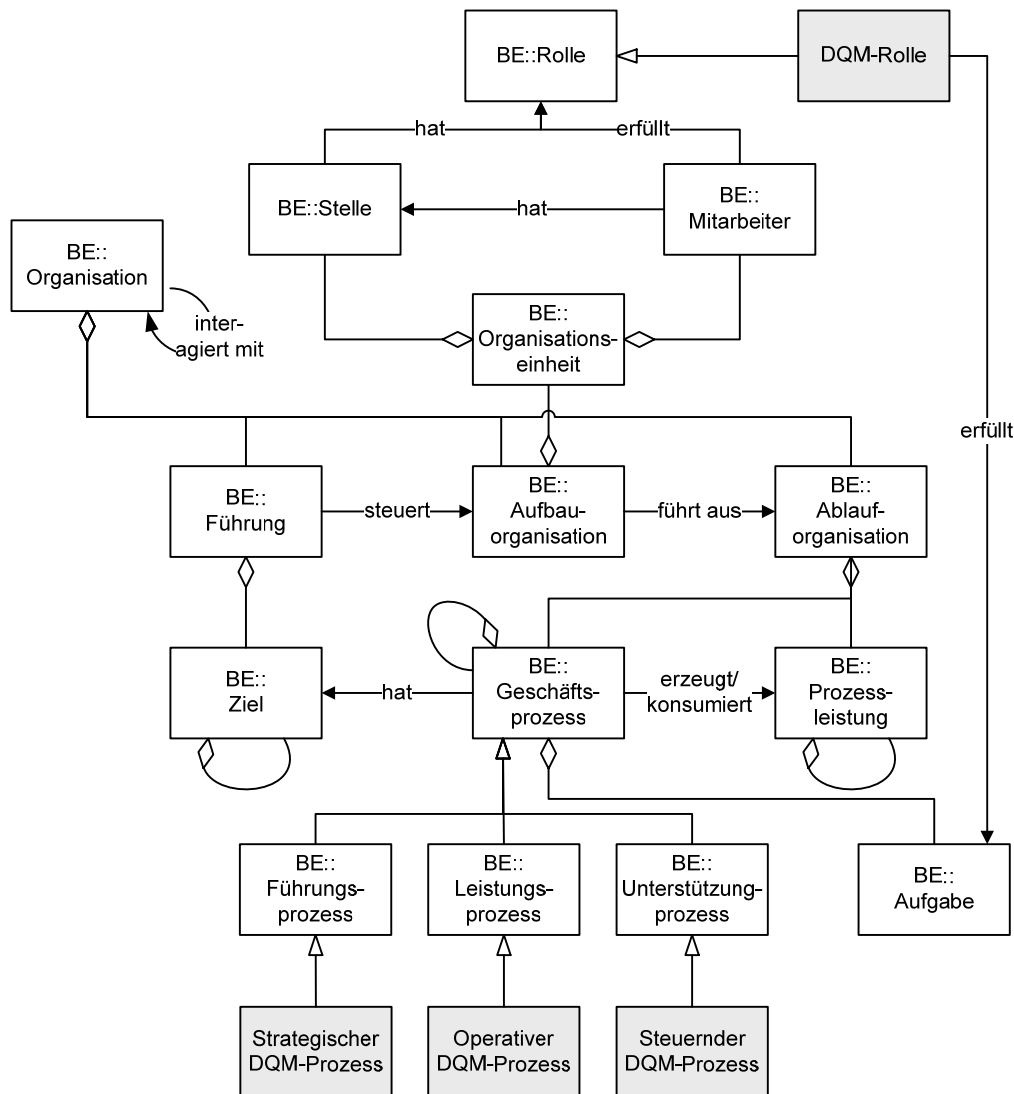 BE::Rolle
DQM-Rolle
hat
erfüllt
BE::Stelle
hat
BE::
Mitarbeiter
BE::
Organisation
inter-
agiert mit
BE::
Organisations-
einheit
erfüllt
BE::
Führung
steuert
BE::
Aufbau-
organisation
führt aus
BE::
Ablauf-
organisation
BE::
Ziel
hat
BE::
Geschäfts-
prozess
erzeugt/
konsumiert
BE::
Prozess-
leistung
BE::
Führungs-
prozess
BE::
Leistungs-
prozess
BE::
Unterstützung-
prozess
BE::
Aufgabe
Strategischer
DQM-Prozess
Operativer
DQM-Prozess
Steuernder
DQM-Prozess